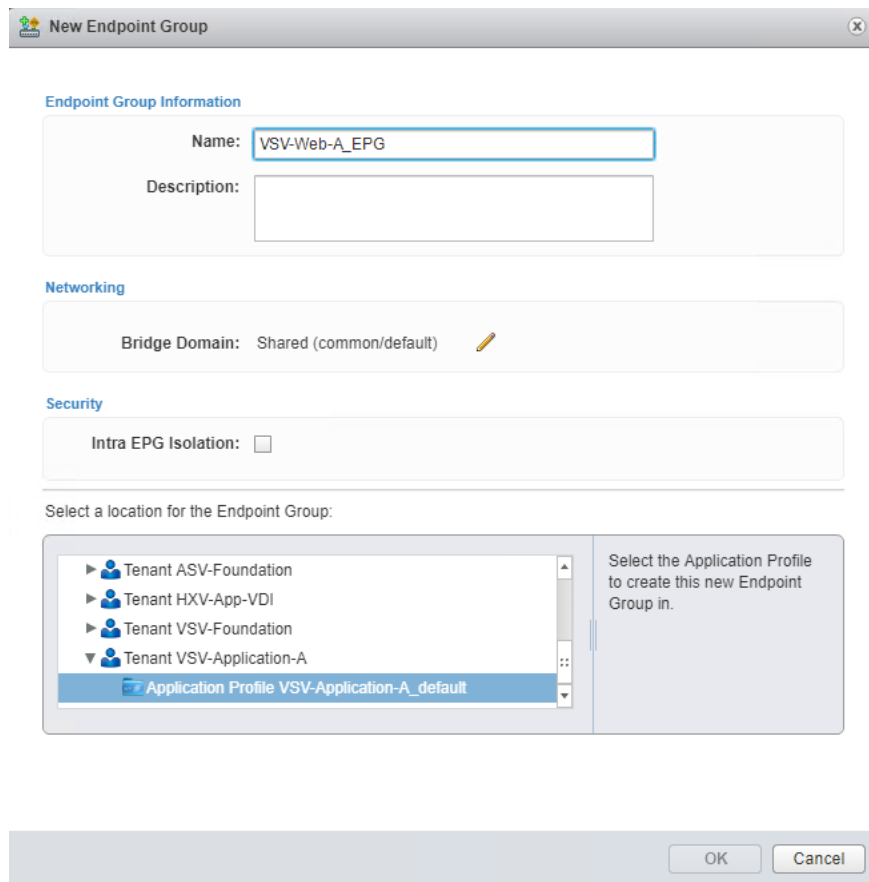 New Endpoint Group
Endpoint Group Information
Name: VSV-Web-A_EPG
Description:
Networking
Bridge Domain: Shared (common/default)
Security
Intra EPG Isolation:
Select a location for the Endpoint Group:
Tenant ASV-Foundation
Tenant HXV-App-VDI
Tenant VSV-Foundation
Tenant VSV-Application-A
Application Profile VSV-Application-A_default
Select the Application Profile
to create this new Endpoint
Group in.
OK Cancel